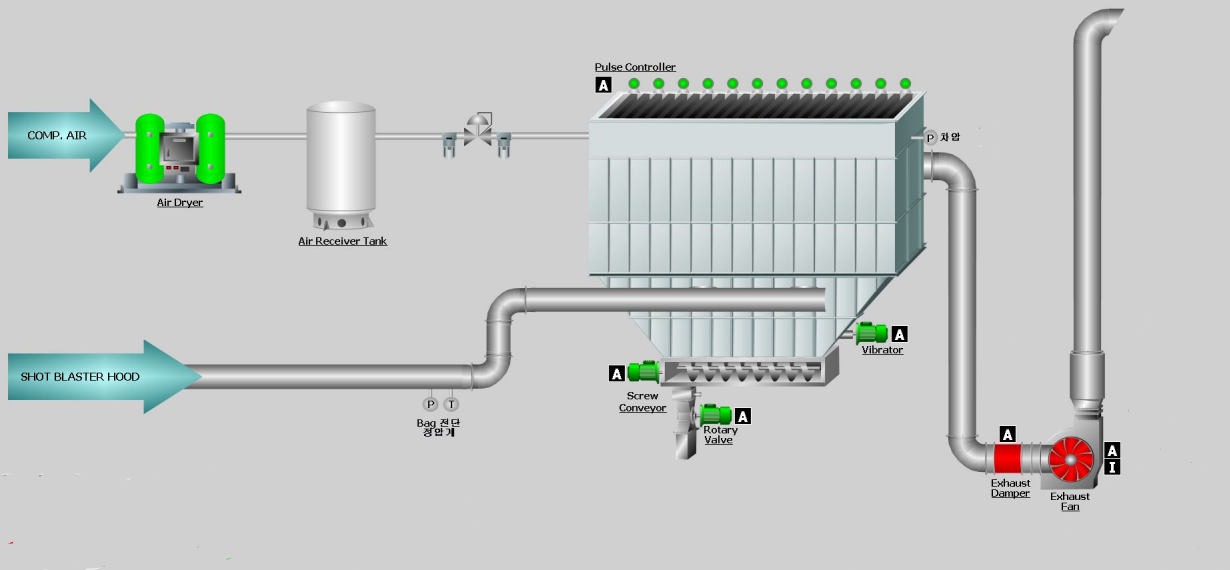 Pulse Controller
A
COMP, AIR
P 차압
Air Dryer
Air Receiver Tank
A
Vibrator
SHOT BLASTER HOOD
A
Screw
Conveyor
P T
Bag 전단
정압계
A
Rotary
Valve
A
A
I
Exhaust
Damper
Exhaust
Fan